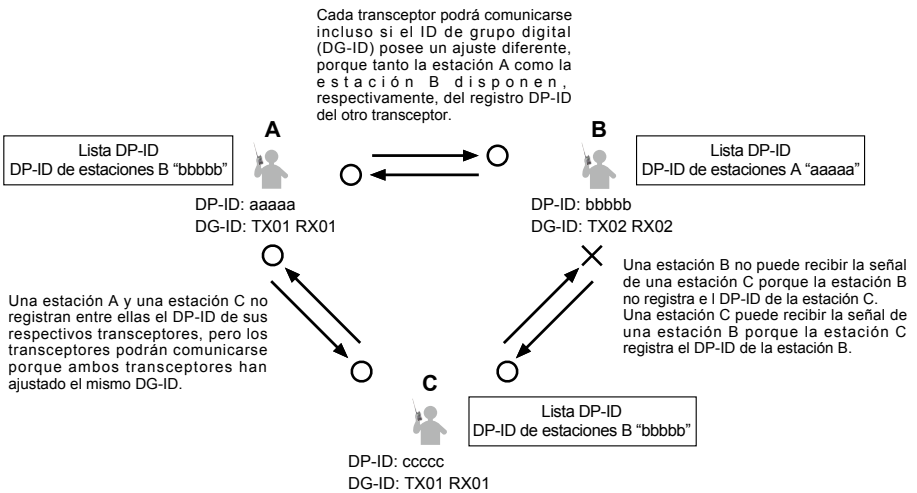 Cada transceptor podrá comunicarse
incluso si el ID de grupo digital
(DG-ID) posee un ajuste diferente,
porque tanto la estación A como la
estación B disponen,
respectivamente, del registro DP-ID
del otro transceptor.
A
B
Lista DP-ID
DP-ID de estaciones B “bbbbb”
Lista DP-ID
DP-ID de estaciones A “aaaaa”
DP-ID: aaaaa
DG-ID: TX01 RX01
DP-ID: bbbbb
DG-ID: TX02 RX02
Una estación B no puede recibir la señal
de una estación C porque la estación B
no registra e l DP-ID de la estación C.
Una estación C puede recibir la señal de
una estación B porque la estación C
registra el DP-ID de la estación B.
Una estación A y una estación C no
registran entre ellas el DP-ID de sus
respectivos transceptores, pero los
transceptores podrán comunicarse
porque ambos transceptores han
ajustado el mismo DG-ID.
C
Lista DP-ID
DP-ID de estaciones B “bbbbb”
DP-ID: ccccc
DG-ID: TX01 RX01